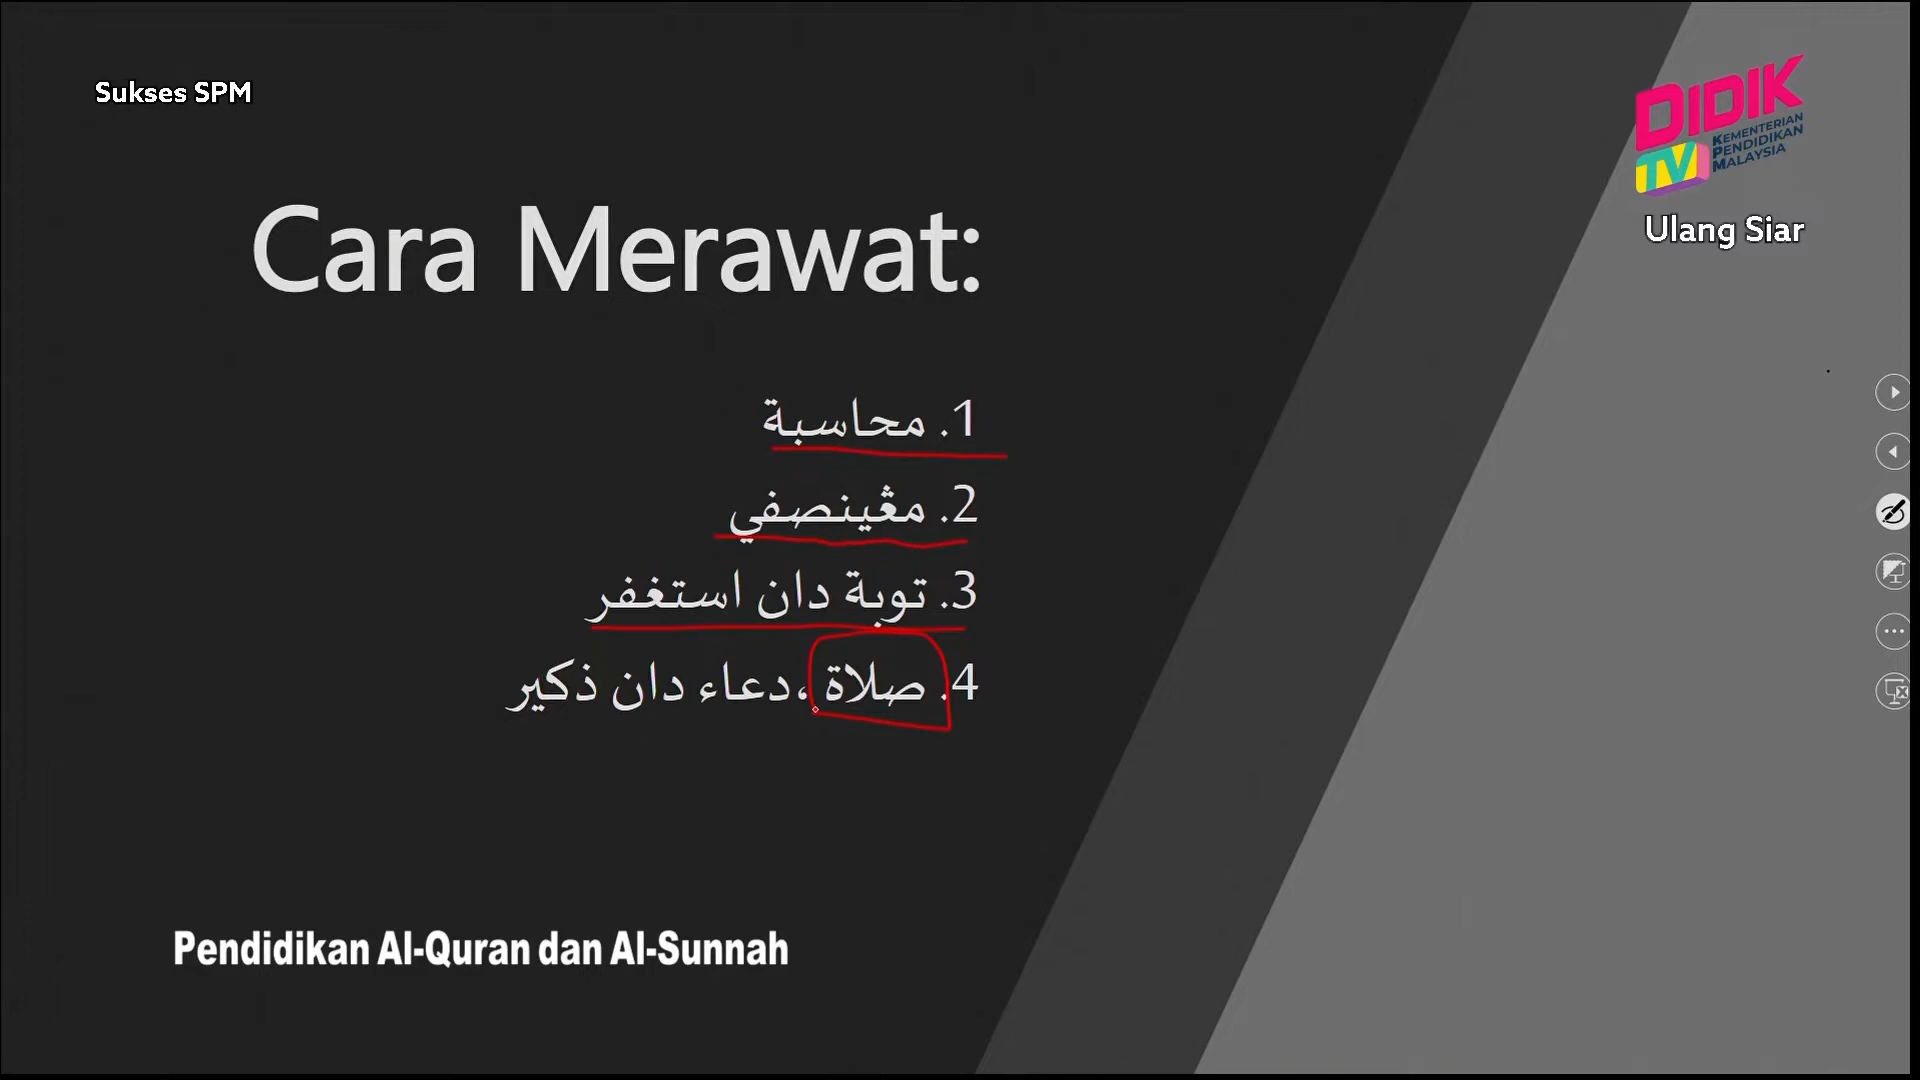 Sukses SPM
DIDIK
TV
KEMENTERIAN
PENDIDIKAN
MALAYSIA
Ulang Siar
Cara Merawat:
1. محاسبة
2. مڠينصفي
3. توبة دان استغفر
4. صلاة ،دعاء دان ذكير
Pendidikan Al-Quran dan Al-Sunnah